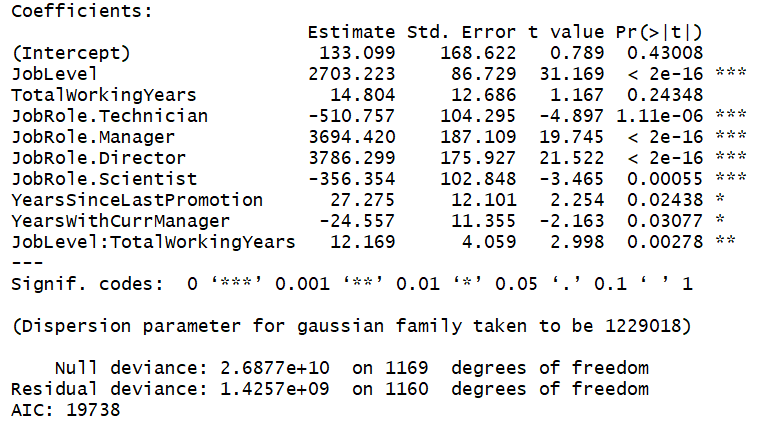 Coefficients:
                         Estimate Std. Error t value Pr(>|t|)
(Intercept)               133.099    168.622   0.789  0.43008
JobLevel                 2703.223     86.729  31.169  < 2e-16 ***
TotalWorkingYears          14.804     12.686   1.167  0.24348
JobRole.Technician       -510.757    104.295  -4.897 1.11e-06 ***
JobRole.Manager          3694.420    187.109  19.745  < 2e-16 ***
JobRole.Director         3786.299    175.927  21.522  < 2e-16 ***
JobRole.Scientist        -356.354    102.848  -3.465  0.00055 ***
YearsSinceLastPromotion    27.275     12.101   2.254  0.02438 *
YearsWithCurrManager      -24.557     11.355  -2.163  0.03077 *
JobLevel:TotalWorkingYears 12.169      4.059   2.998  0.00278 **
---
Signif. codes:  0 ‘***’ 0.001 ‘**’ 0.01 ‘*’ 0.05 ‘.’ 0.1 ‘ ’ 1
(Dispersion parameter for gaussian family taken to be 1229018)
    Null deviance: 2.6877e+10  on 1169  degrees of freedom
Residual deviance: 1.4257e+09  on 1160  degrees of freedom
AIC: 19738